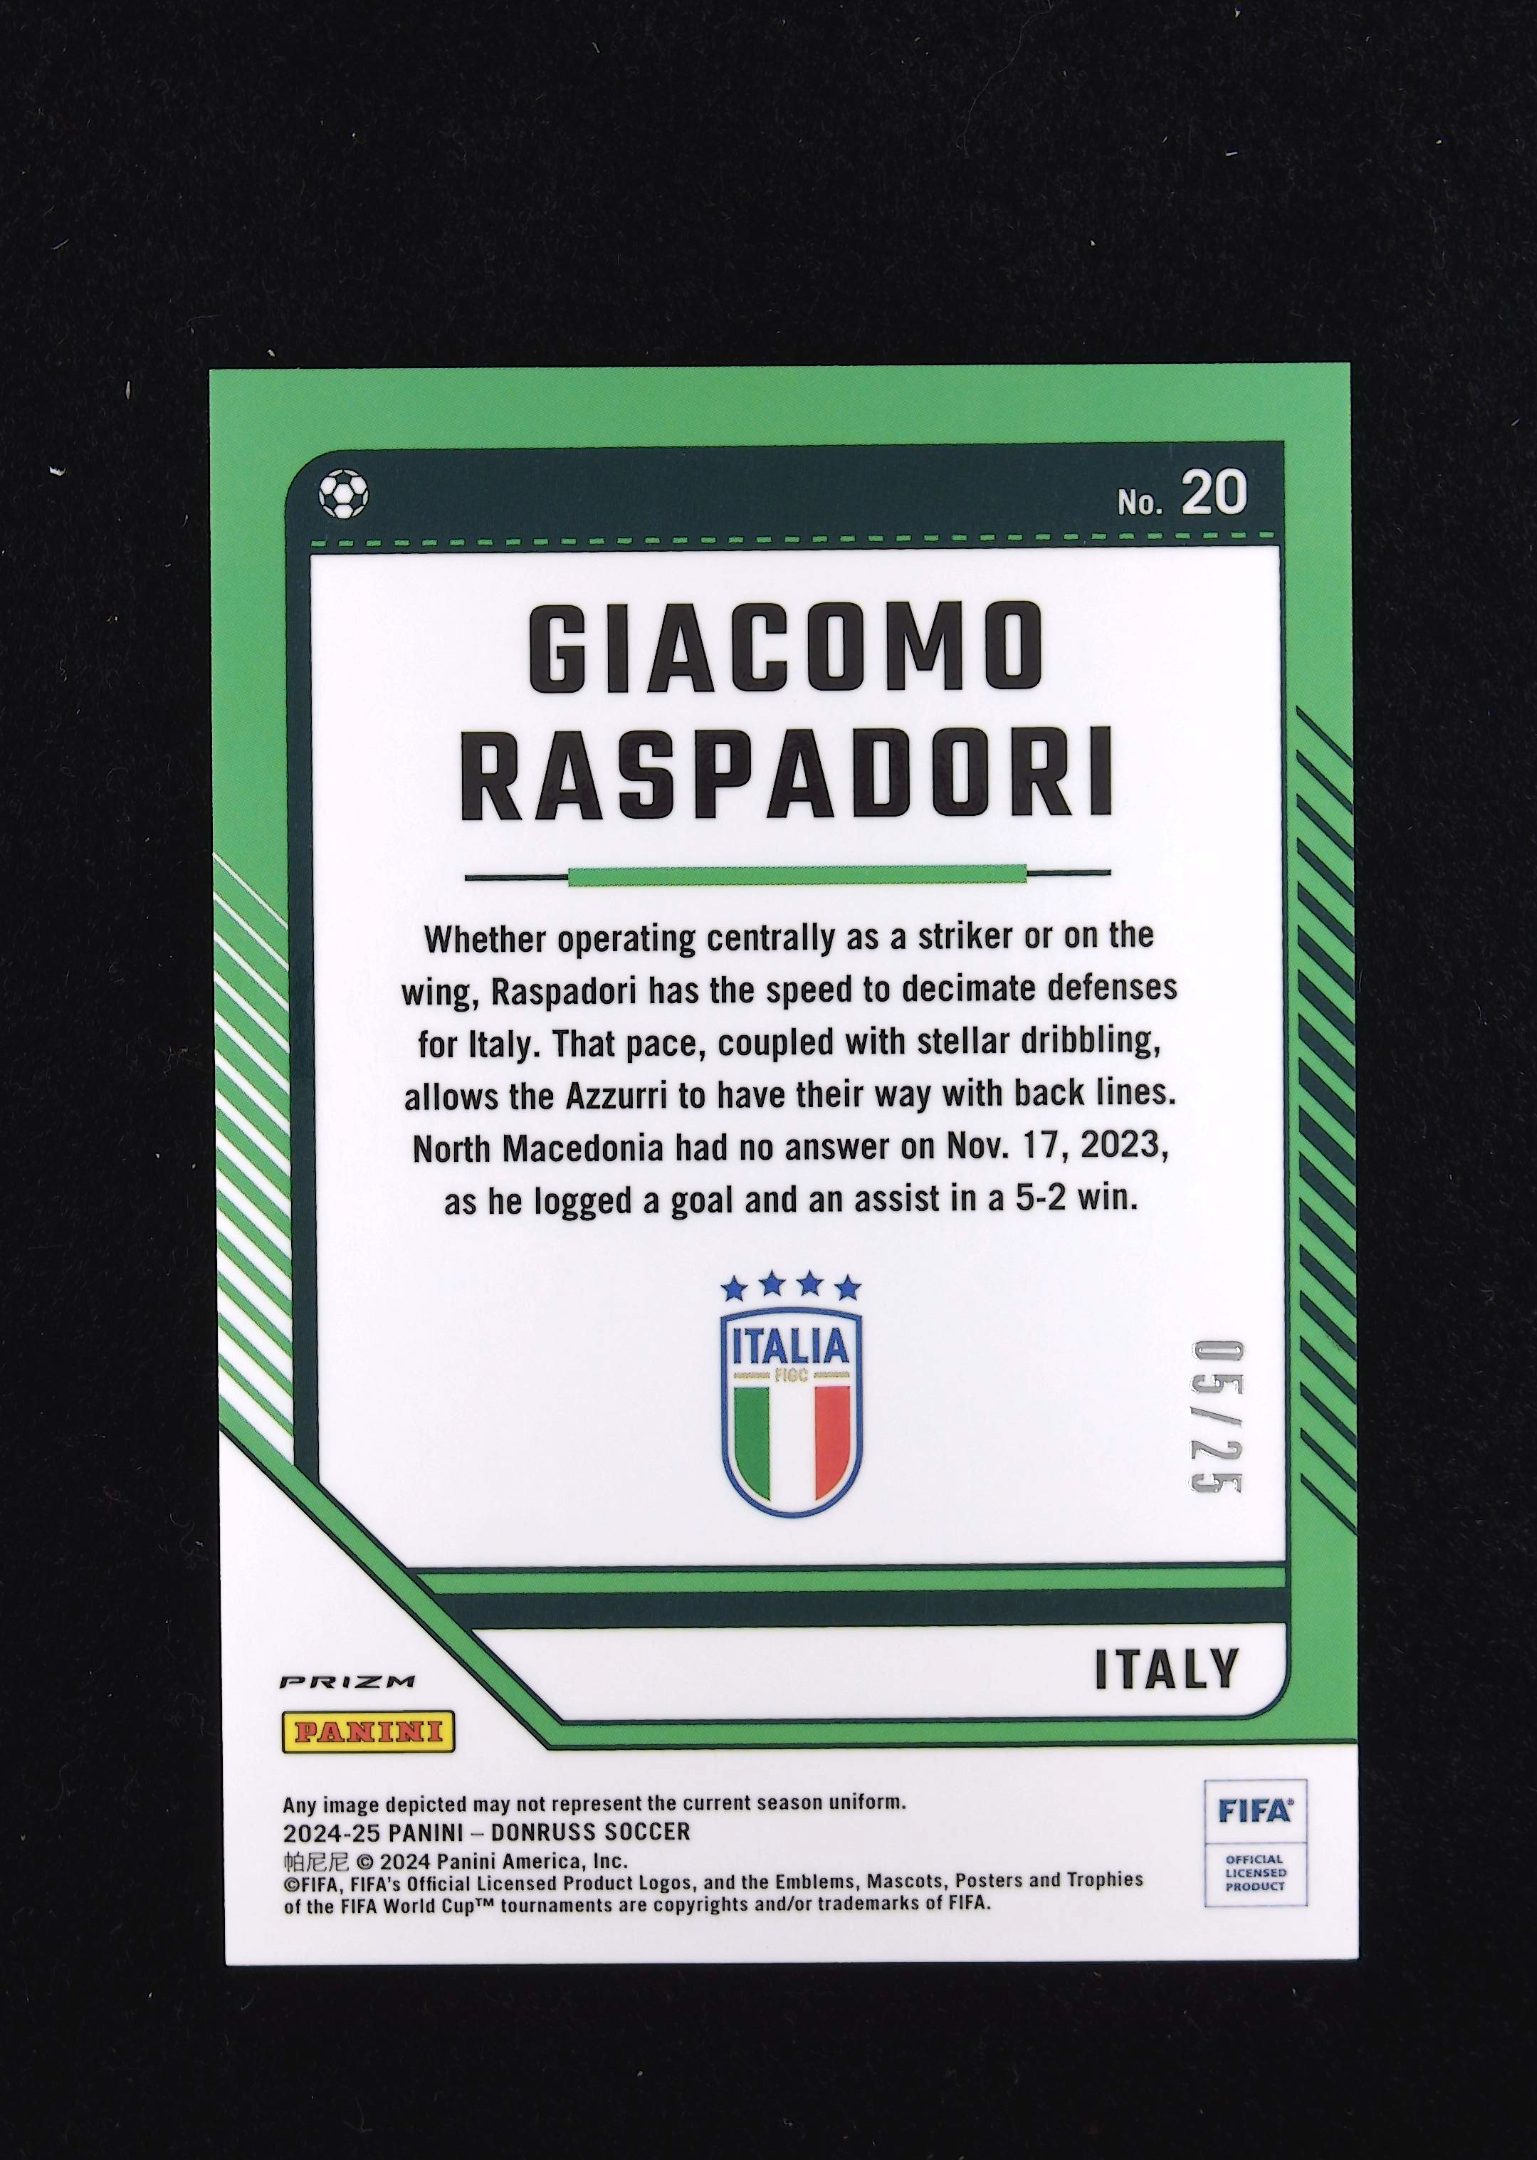 No. 20
GIACOMO
RASPADORI
Whether operating centrally as a striker or on the
wing, Raspadori has the speed to decimate defenses
for Italy. That pace, coupled with stellar dribbling,
allows the Azzurri to have their way with back lines.
North Macedonia had no answer on Nov. 17, 2023,
as he logged a goal and an assist in a 5-2 win.
ITALIA
FIGC
05/25
ITALY
PRIZM
PANINI
Any image depicted may not represent the current season uniform.
2024-25 PANINI – DONRUSS SOCCER
帕尼尼 © 2024 Panini America, Inc.
©FIFA, FIFA's Official Licensed Product Logos, and the Emblems, Mascots, Posters and Trophies
of the FIFA World Cup™ tournaments are copyrights and/or trademarks of FIFA.
FIFA®
OFFICIAL
LICENSED
PRODUCT